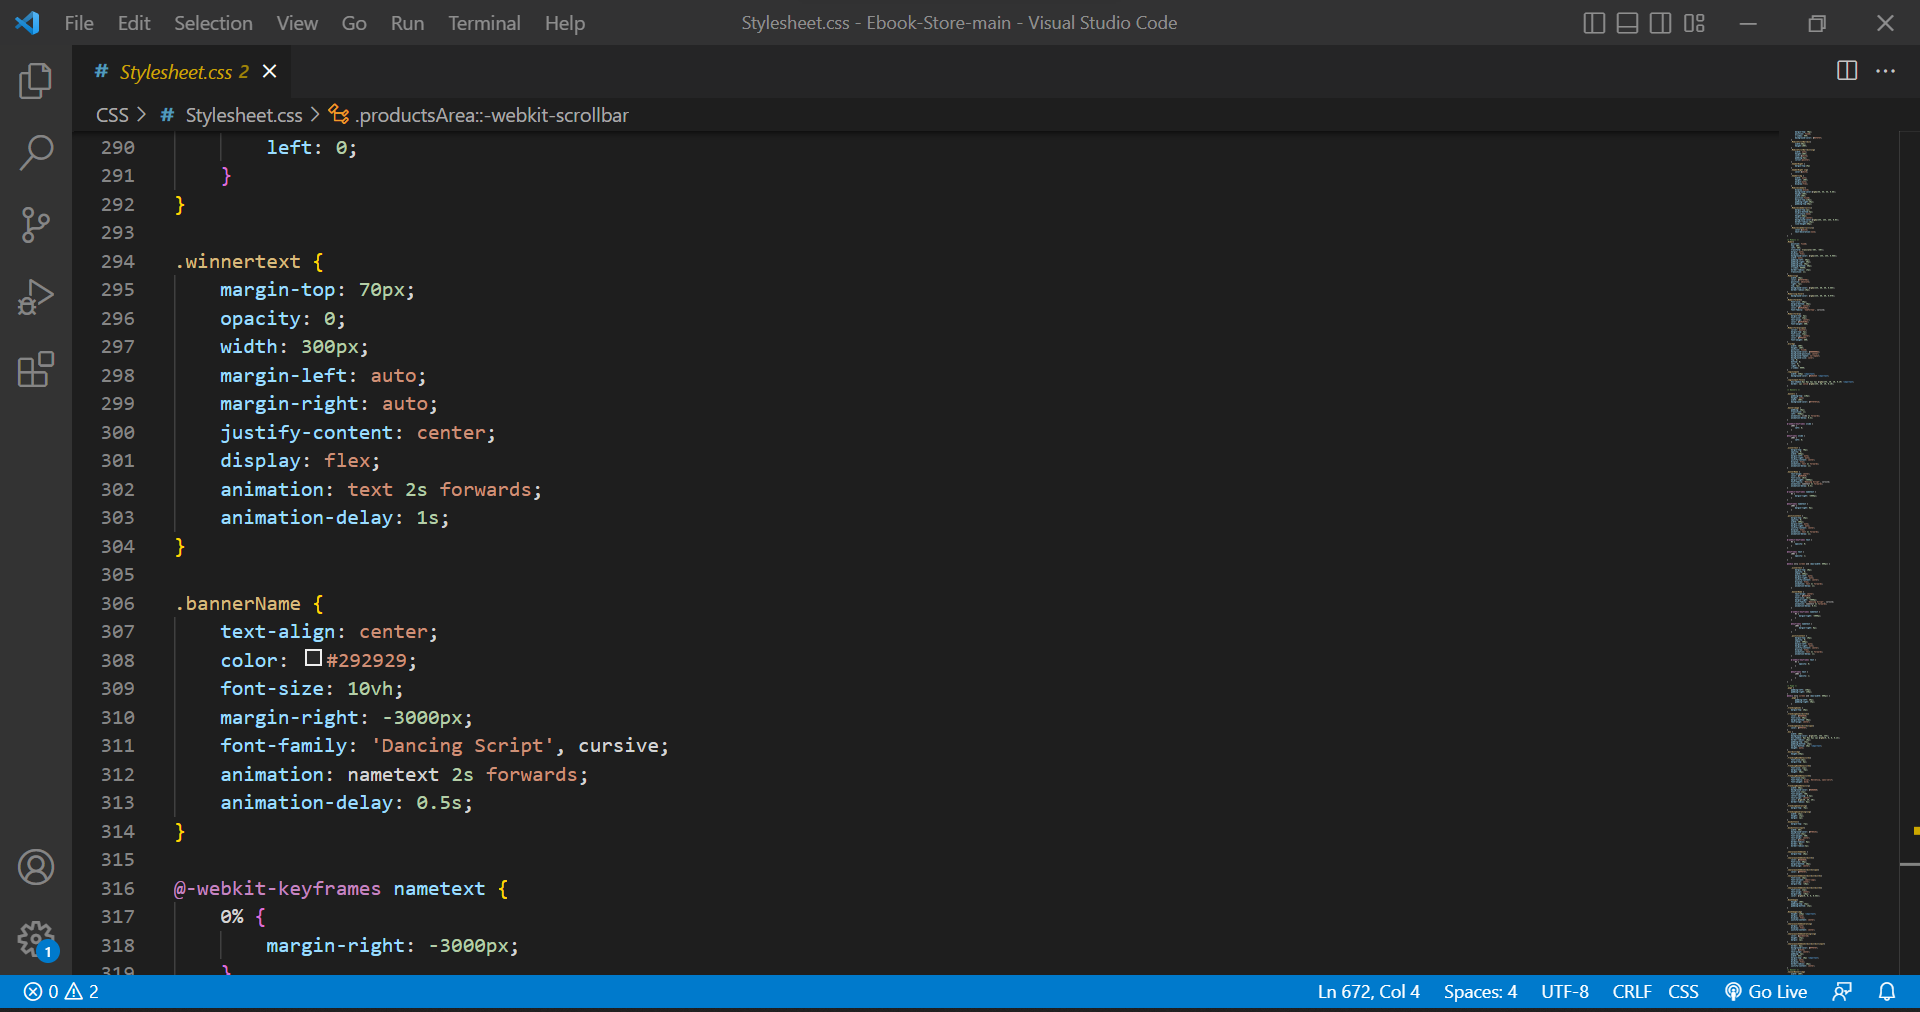 File Edit Selection View Go Run Terminal Help Stylesheet.css - Ebook-Store-main - Visual Studio Code
# Stylesheet.css 2
CSS > # Stylesheet.css > .productsArea::-webkit-scrollbar
290 left: 0;
291 }
292 }
293
294 .winnertext {
295 margin-top: 70px;
296 opacity: 0;
297 width: 300px;
298 margin-left: auto;
299 margin-right: auto;
300 justify-content: center;
301 display: flex;
302 animation: text 2s forwards;
303 animation-delay: 1s;
304 }
305
306 .bannerName {
307 text-align: center;
308 color: #292929;
309 font-size: 10vh;
310 margin-right: -3000px;
311 font-family: 'Dancing Script', cursive;
312 animation: nametext 2s forwards;
313 animation-delay: 0.5s;
314 }
315
316 @-webkit-keyframes nametext {
317 0% {
318 margin-right: -3000px;
319 }
1
0 2 Ln 672, Col 4 Spaces: 4 UTF-8 CRLF CSS Go Live